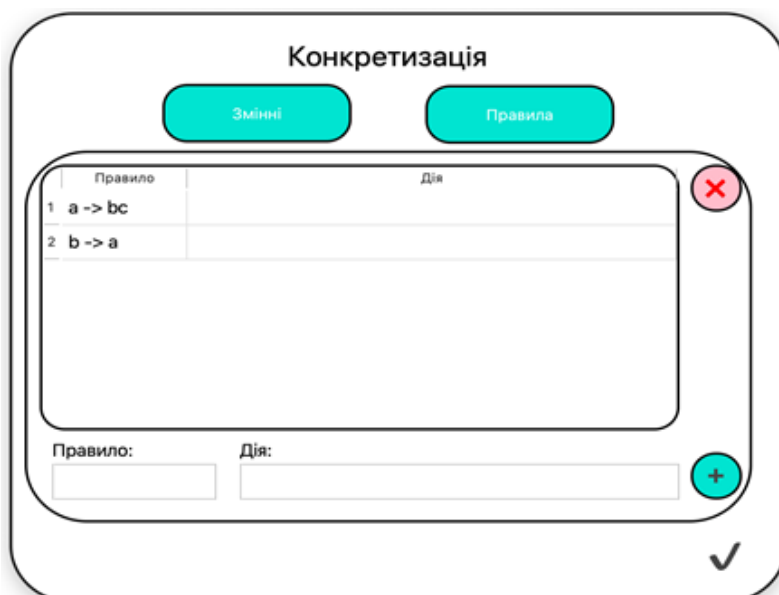 Конкретизація
Змінні Правила
Правило Дія
1 a -> bc
2 b -> a
Правило: Дія: